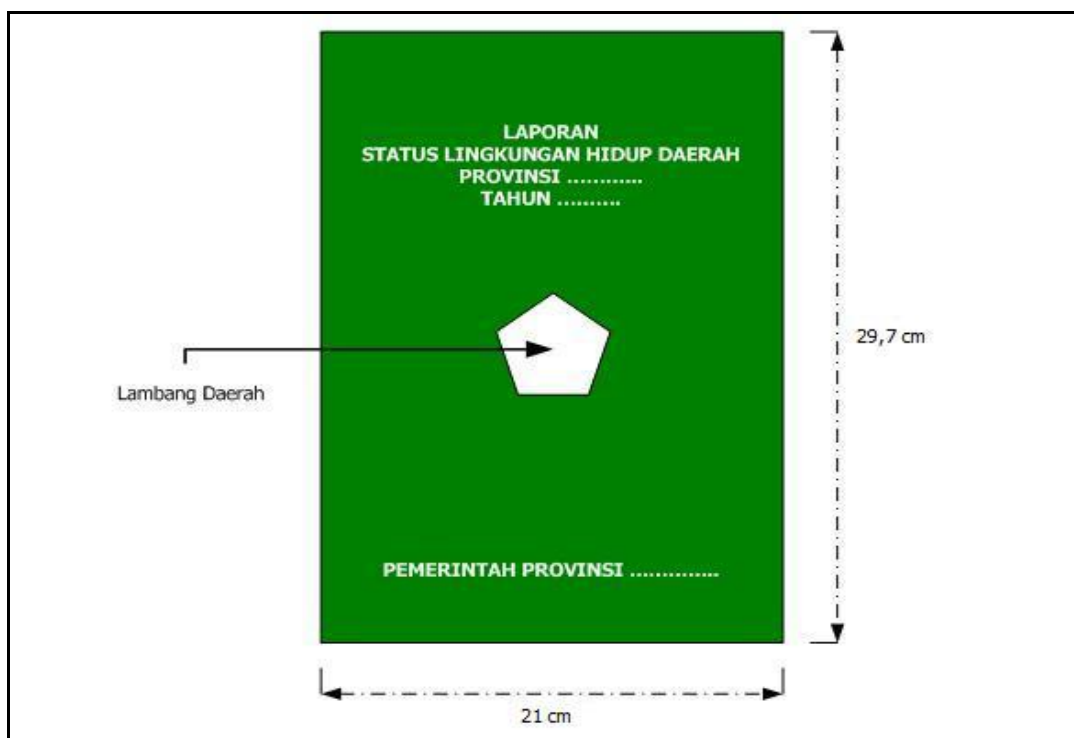 LAPORAN
STATUS LINGKUNGAN HIDUP DAERAH
PROVINSI ............
TAHUN ..........
29,7 cm
Lambang Daerah
PEMERINTAH PROVINSI ..............
21 cm